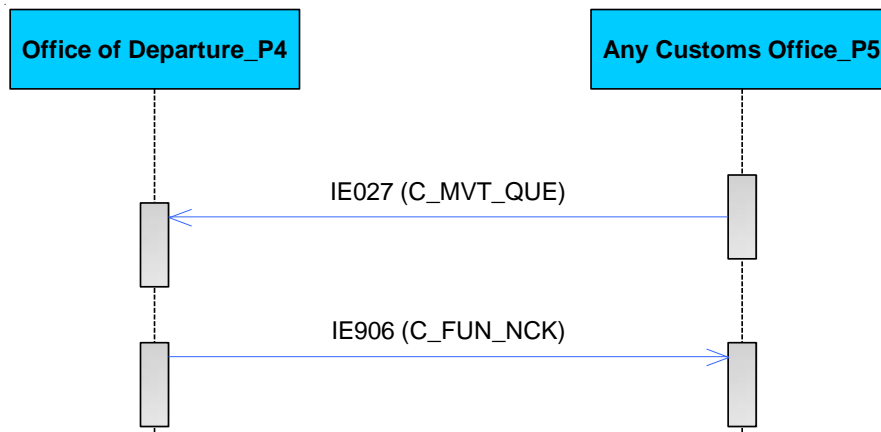 Office of Departure_P4
Any Customs Office_P5
IE027 (C_MVT_QUE)
IE906 (C_FUN_NCK)